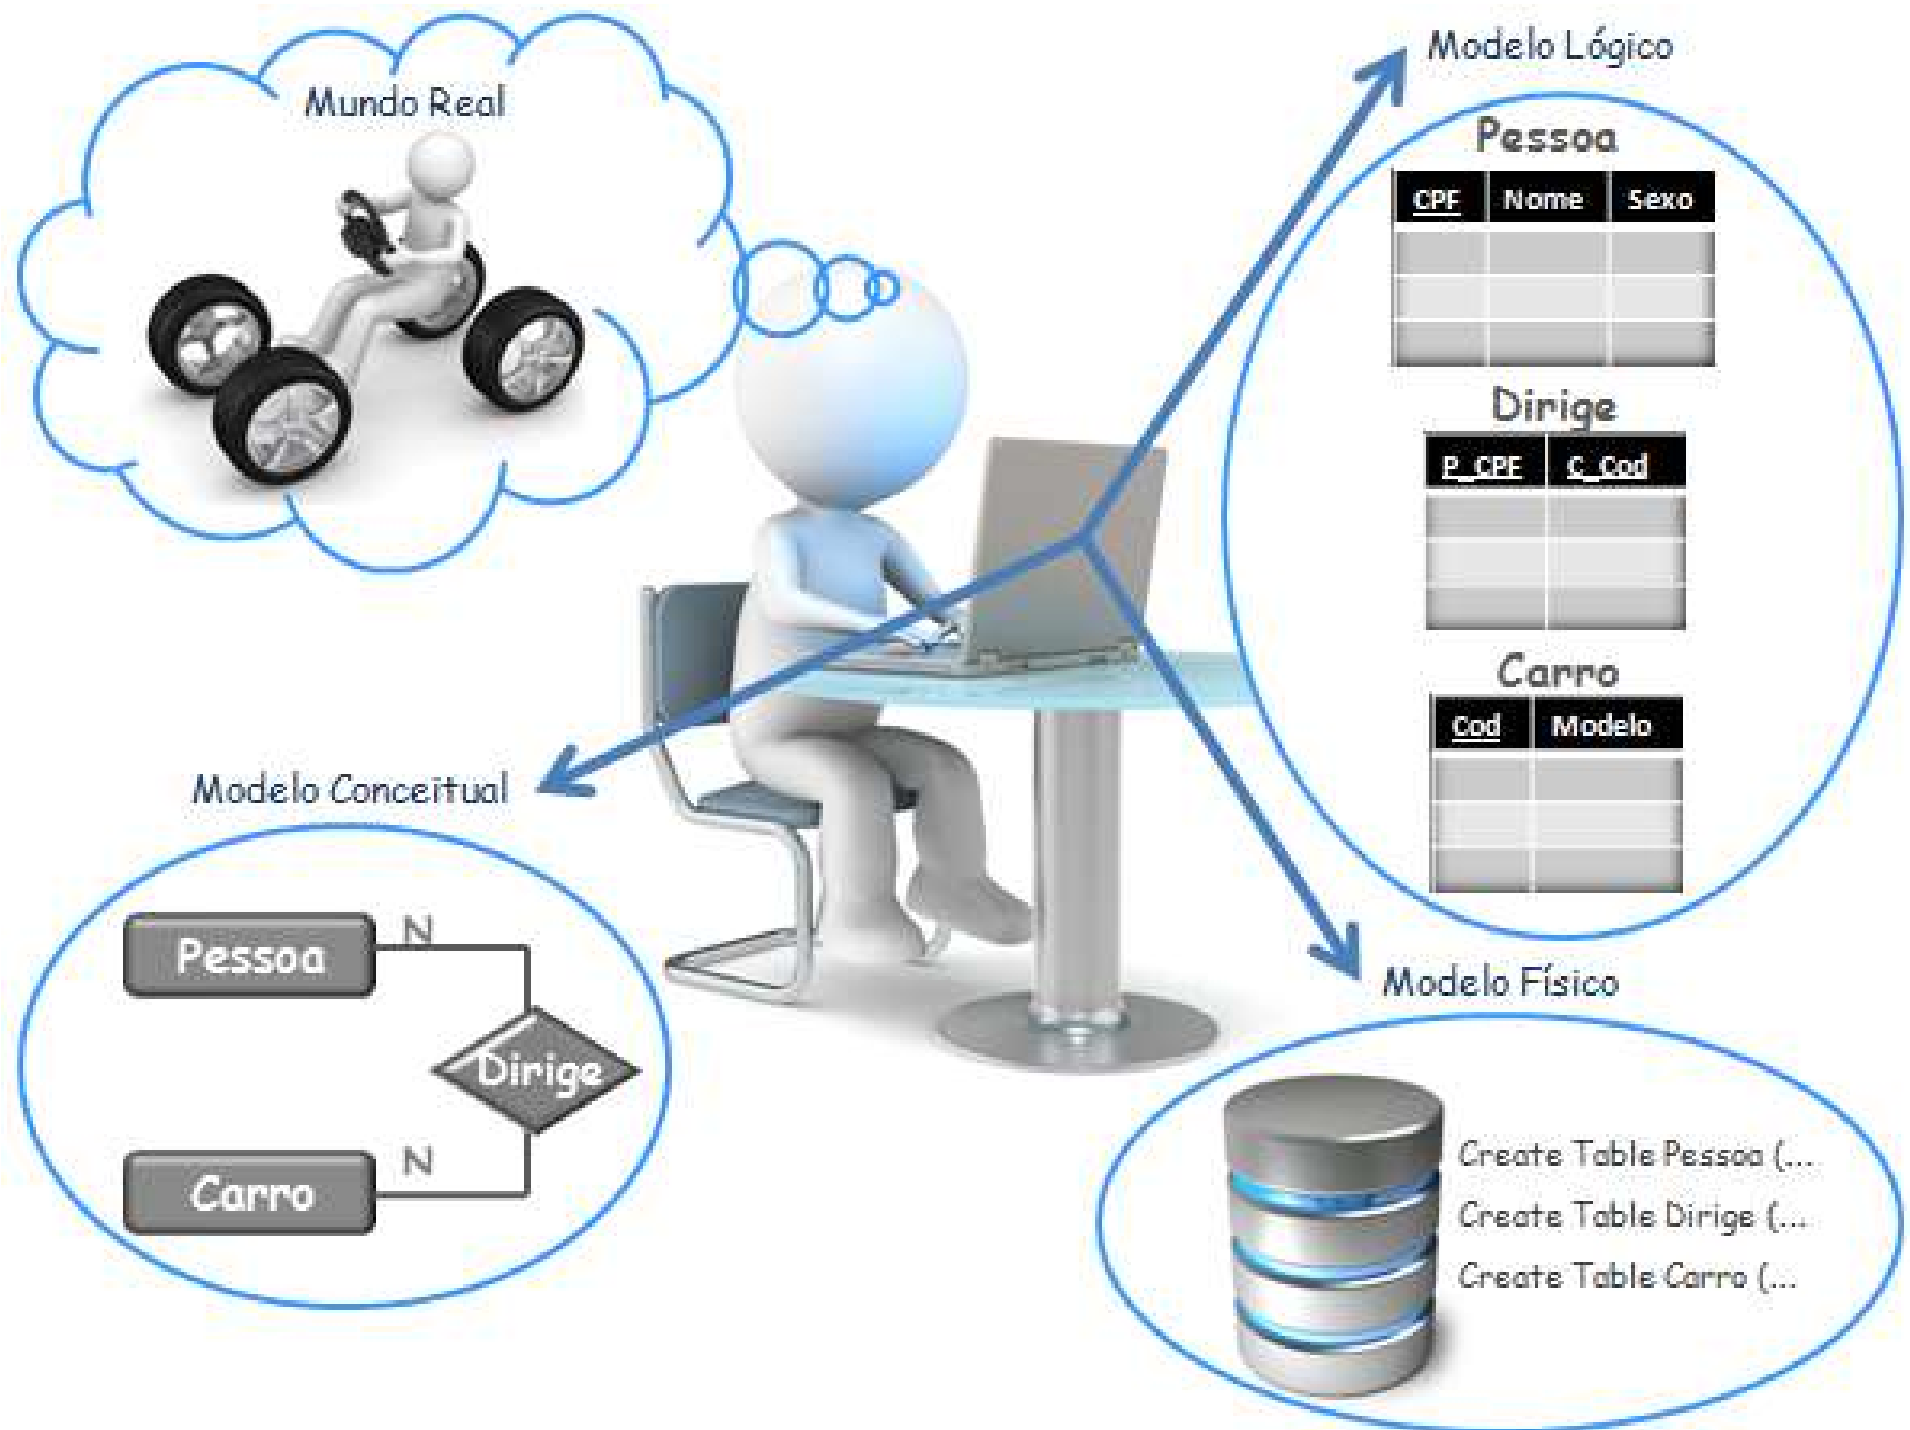 Mundo Real
Modelo Lógico
Pessoa
CPF Nome Sexo
Dirige
P_CPF C_Cod
Carro
Cod Modelo
Modelo Conceitual
Pessoa
N
Dirige
N
Carro
Modelo Físico
Create Table Pessoa (...
Create Table Dirige (...
Create Table Carro (...